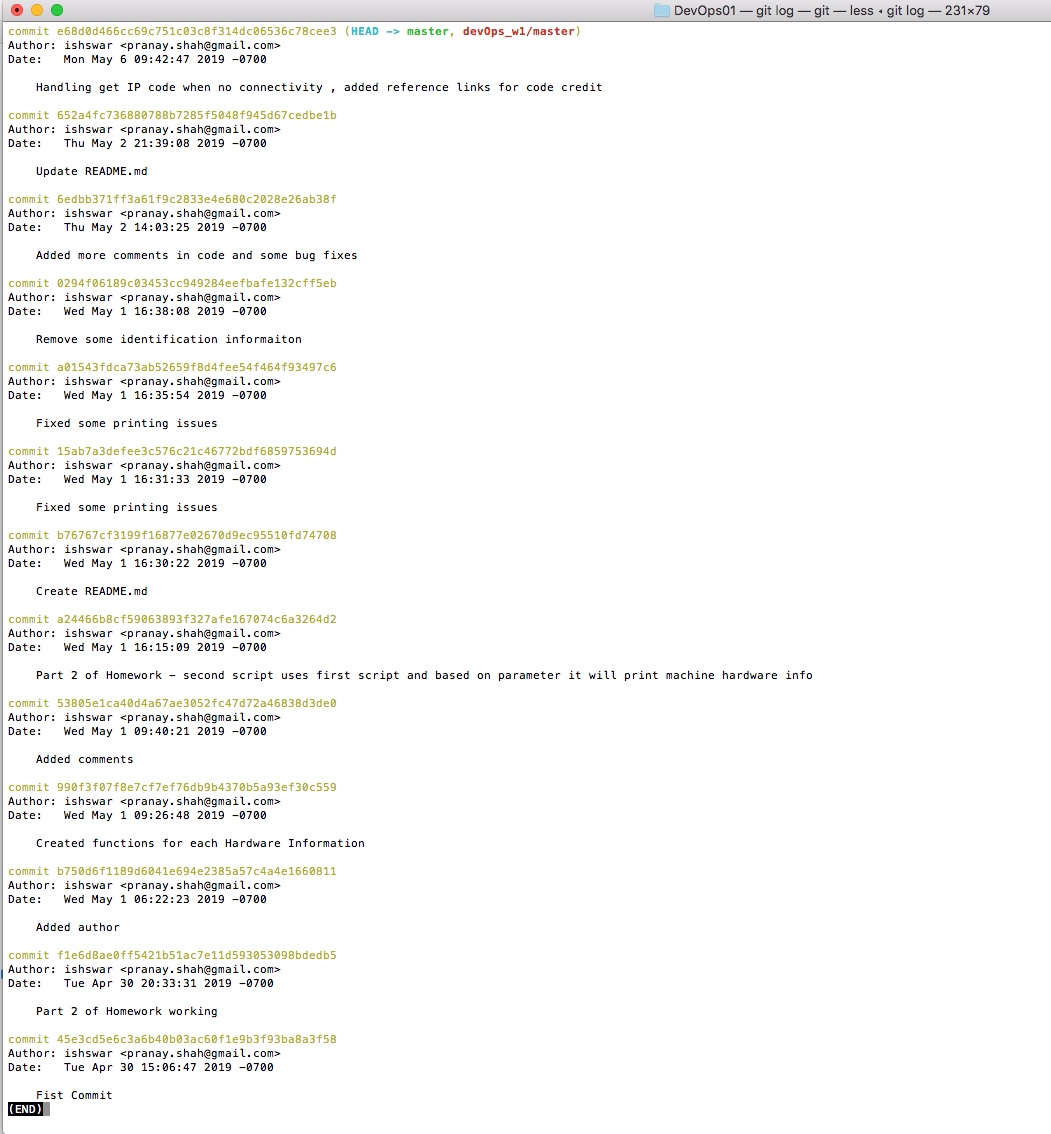 DevOps01 — git log — git — less ◂ git log — 231×79
commit e68d0d466cc69c751c03c8f314dc06536c78cee3 (HEAD -> master, devOps_w1/master)
Author: ishswar <pranay.shah@gmail.com>
Date:   Mon May 6 09:42:47 2019 -0700
Handling get IP code when no connectivity , added reference links for code credit
commit 652a4fc736880788b7285f5048f945d67cedbe1b
Author: ishswar <pranay.shah@gmail.com>
Date:   Thu May 2 21:39:08 2019 -0700
Update README.md
commit 6edbb371ff3a61f9c2833e4e680c2028e26ab38f
Author: ishswar <pranay.shah@gmail.com>
Date:   Thu May 2 14:03:25 2019 -0700
Added more comments in code and some bug fixes
commit 0294f06189c03453cc949284eefbafe132cff5eb
Author: ishswar <pranay.shah@gmail.com>
Date:   Wed May 1 16:38:08 2019 -0700
Remove some identification informaiton
commit a01543fdca73ab52659f8d4fee54f464f93497c6
Author: ishswar <pranay.shah@gmail.com>
Date:   Wed May 1 16:35:54 2019 -0700
Fixed some printing issues
commit 15ab7a3defee3c576c21c46772bdf6859753694d
Author: ishswar <pranay.shah@gmail.com>
Date:   Wed May 1 16:31:33 2019 -0700
Fixed some printing issues
commit b76767cf3199f16877e02670d9ec95510fd74708
Author: ishswar <pranay.shah@gmail.com>
Date:   Wed May 1 16:30:22 2019 -0700
Create README.md
commit a24466b8cf59063893f327afe167074c6a3264d2
Author: ishswar <pranay.shah@gmail.com>
Date:   Wed May 1 16:15:09 2019 -0700
Part 2 of Homework - second script uses first script and based on parameter it will print machine hardware info
commit 53805e1ca40d4a67ae3052fc47d72a46838d3de0
Author: ishswar <pranay.shah@gmail.com>
Date:   Wed May 1 09:40:21 2019 -0700
Added comments
commit 990f3f07f8e7cf7ef76db9b4370b5a93ef30c559
Author: ishswar <pranay.shah@gmail.com>
Date:   Wed May 1 09:26:48 2019 -0700
Created functions for each Hardware Information
commit b750d6f1189d6041e694e2385a57c4a4e1660811
Author: ishswar <pranay.shah@gmail.com>
Date:   Wed May 1 06:22:23 2019 -0700
Added author
commit f1e6d8ae0ff5421b51ac7e11d593053098bdedb5
Author: ishswar <pranay.shah@gmail.com>
Date:   Tue Apr 30 20:33:31 2019 -0700
Part 2 of Homework working
commit 45e3cd5e6c3a6b40b03ac60f1e9b3f93ba8a3f58
Author: ishswar <pranay.shah@gmail.com>
Date:   Tue Apr 30 15:06:47 2019 -0700
Fist Commit
(END)